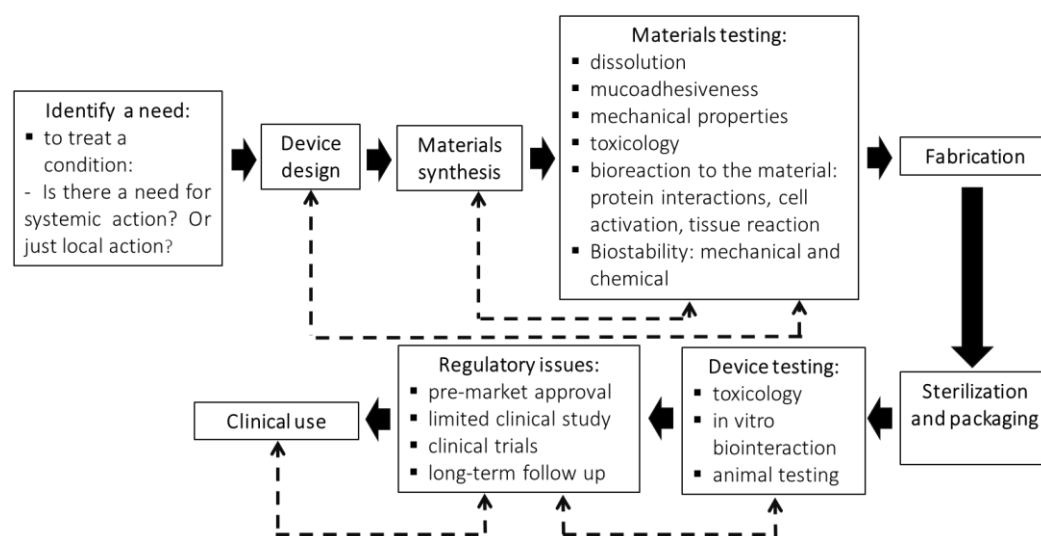 Identify a need:
▪ to treat a
condition:
- Is there a need for
systemic action? Or
just local action?
Device
design
Materials
synthesis
Materials testing:
▪ dissolution
▪ mucoadhesiveness
▪ mechanical properties
▪ toxicology
▪ bioreaction to the material:
protein interactions, cell
activation, tissue reaction
▪ Biostability: mechanical and
chemical
Fabrication
Sterilization
and packaging
Device testing:
▪ toxicology
▪ in vitro
biointeraction
▪ animal testing
Regulatory issues:
▪ pre-market approval
▪ limited clinical study
▪ clinical trials
▪ long-term follow up
Clinical use